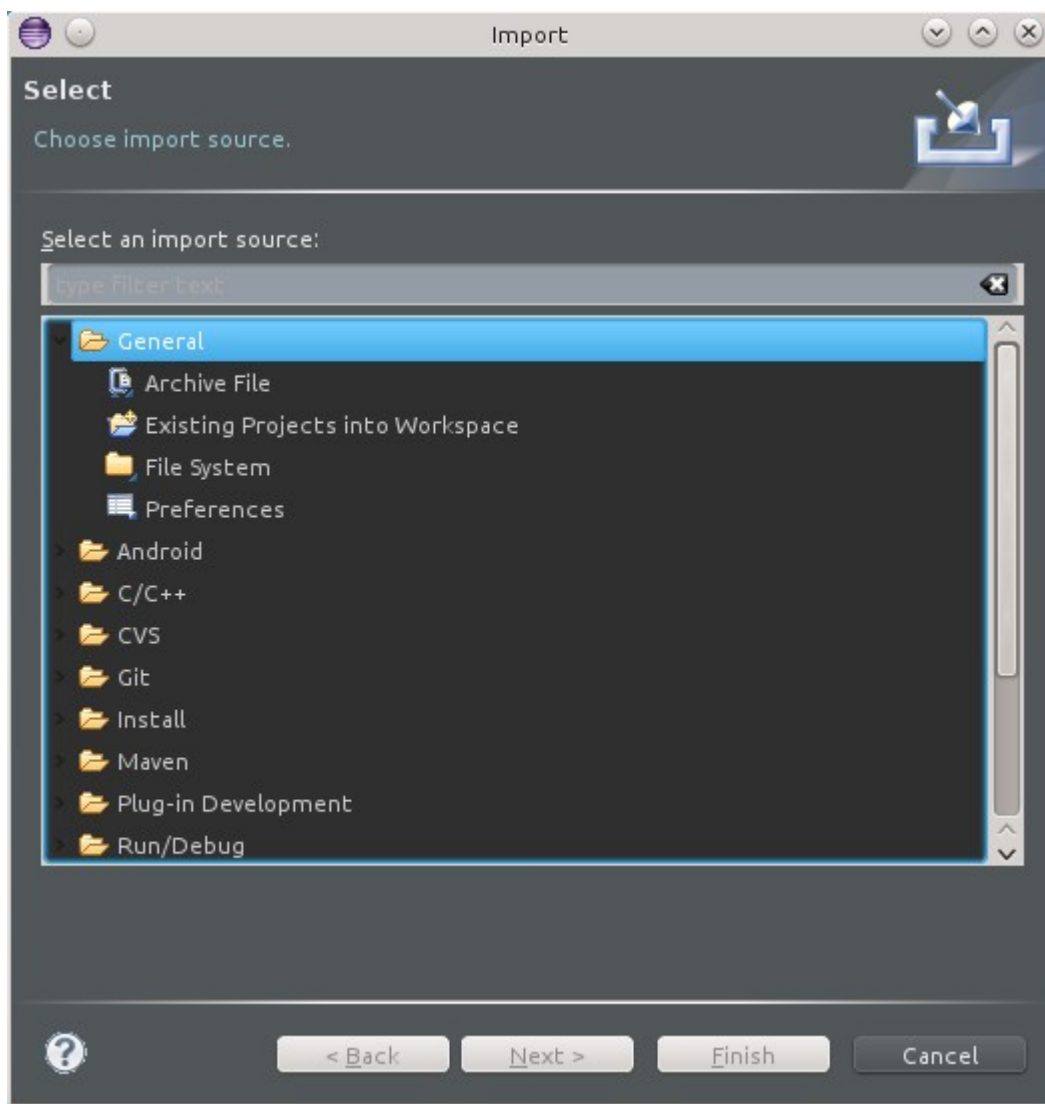 Import
Select
Choose import source.
Select an import source:
type filter text
General
Archive File
Existing Projects into Workspace
File System
Preferences
Android
C/C++
CVS
Git
Install
Maven
Plug-in Development
Run/Debug
?
< Back
Next >
Finish
Cancel